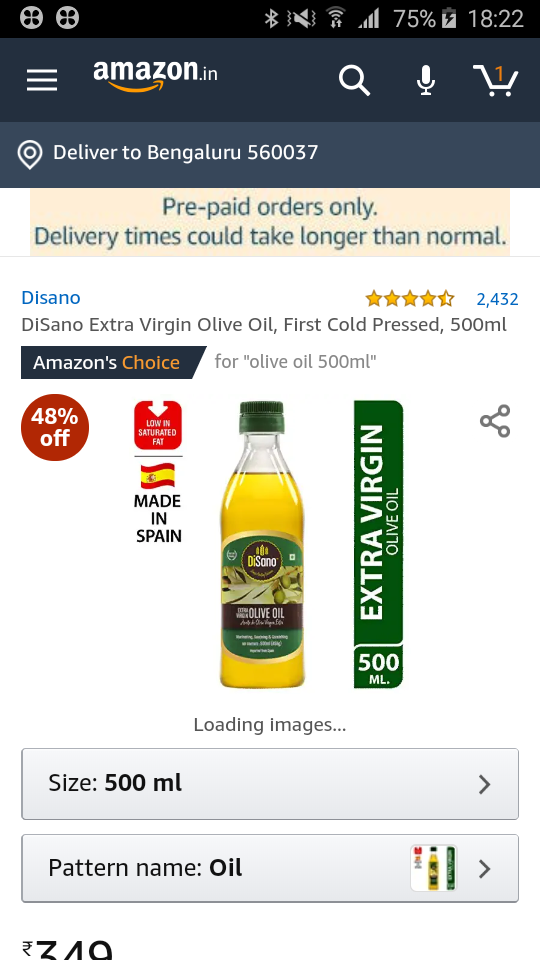 75% 18:22
amazon.in
1
Deliver to Bengaluru 560037
Pre-paid orders only.
Delivery times could take longer than normal.
Disano
2,432
DiSano Extra Virgin Olive Oil, First Cold Pressed, 500ml
Amazon's Choice for "olive oil 500ml"
48%
off
LOW IN
SATURATED
FAT
MADE
IN
SPAIN
DiSano
EXTRA
VIRGIN OLIVE OIL
EXTRA VIRGIN
OLIVE OIL
500
ML.
Loading images...
Size: 500 ml
Pattern name: Oil
₹349